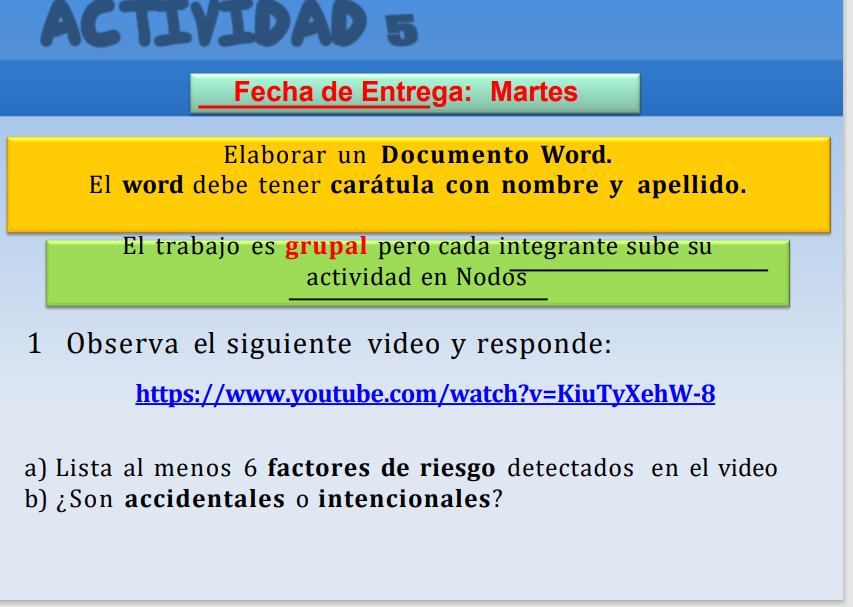 ACTIVIDAD 5
Fecha de Entrega: Martes
Elaborar un Documento Word.
El word debe tener carátula con nombre y apellido.
El trabajo es grupal pero cada integrante sube su
actividad en Nodos
1 Observa el siguiente video y responde:
https://www.youtube.com/watch?v=KiuTyXehW-8
a) Lista al menos 6 factores de riesgo detectados en el video
b) ¿Son accidentales o intencionales?